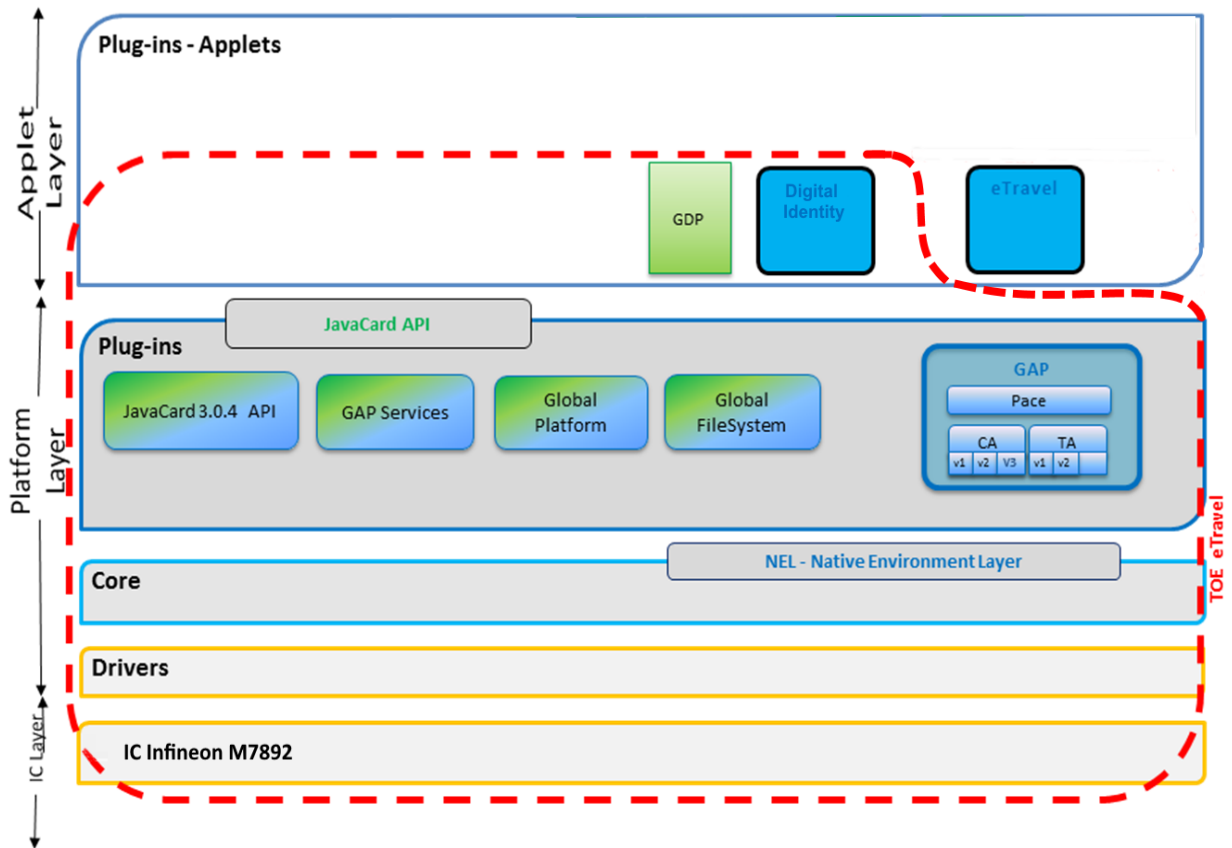 Plug-ins - Applets
Applet
Layer
GDP
Digital
Identity
eTravel
JavaCard API
Plug-ins
JavaCard 3.0.4 API
GAP Services
Global
Platform
Global
FileSystem
GAP
Pace
CA
TA
v1
v2
V3
v1
v2
Platform
Layer
NEL - Native Environment Layer
TOE eTravel
Core
Drivers
IC Layer
IC Infineon M7892